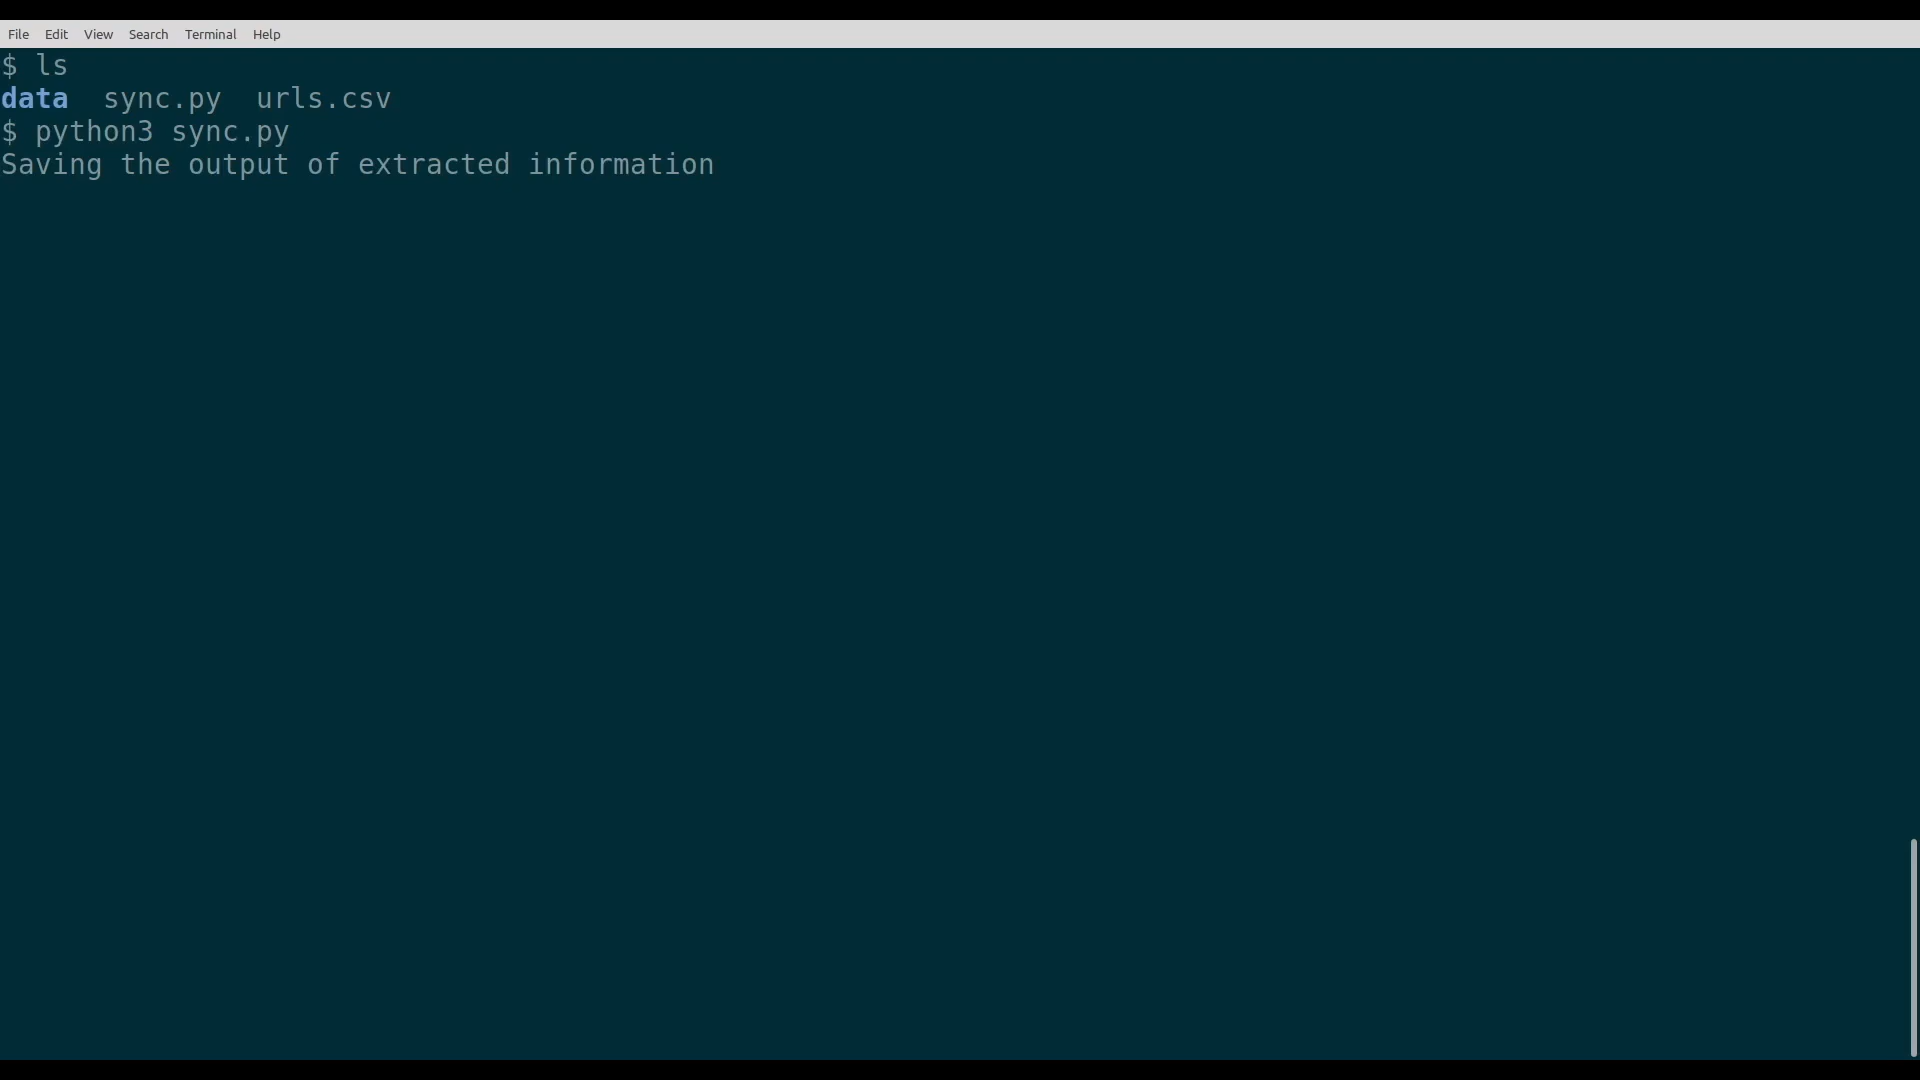 File Edit View Search Terminal Help
$ ls
data  sync.py  urls.csv
$ python3 sync.py
Saving the output of extracted information